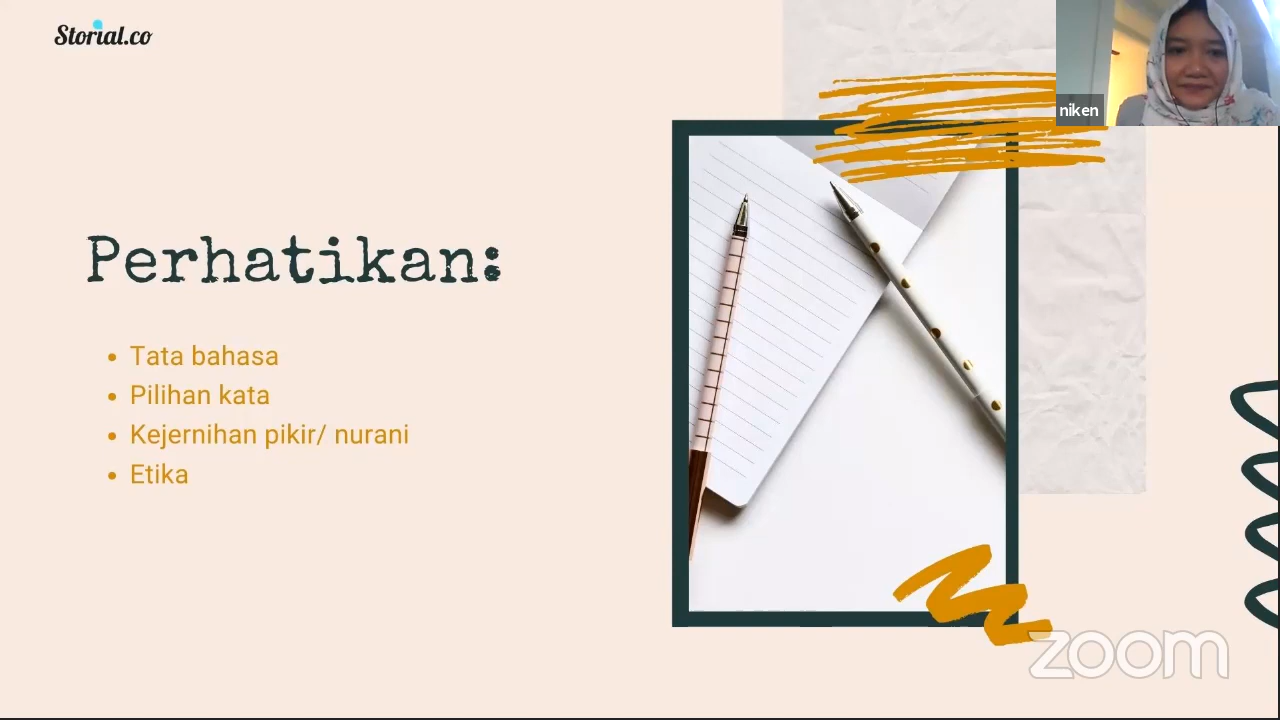 Storial.co
niken
Perhatikan:
• Tata bahasa
• Pilihan kata
• Kejernihan pikir/ nurani
• Etika
zoom